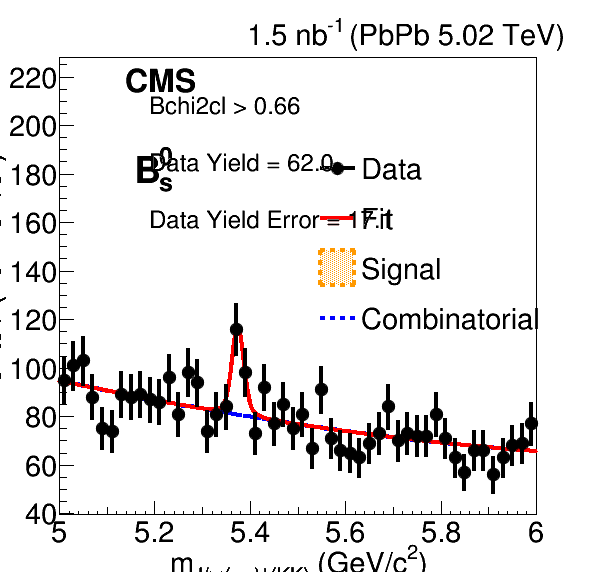 1.5 nb⁻¹ (PbPb 5.02 TeV)
CMS
Bchi2cl > 0.66
B⁰s
Data Yield = 62.0
Data
Data Yield Error = 17.1
Fit
Signal
Combinatorial
220
200
180
160
140
120
100
80
60
40
5 5.2 5.4 5.6 5.8 6
(GeV/c²)